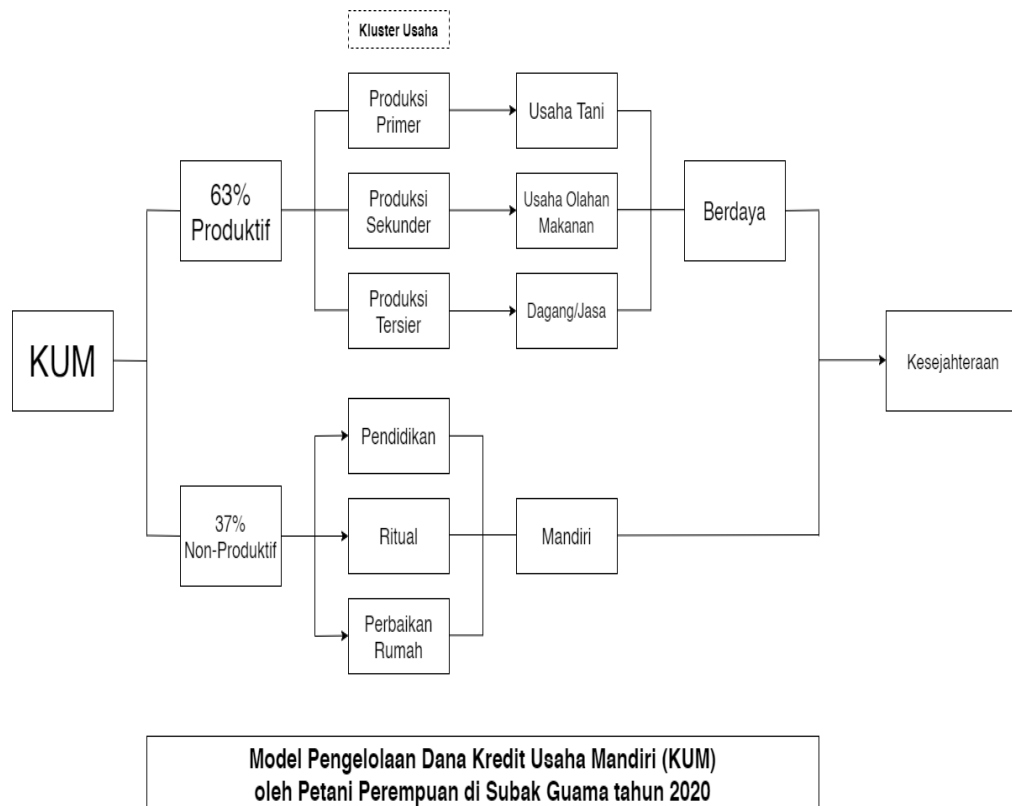 Kluster Usaha
Produksi
Primer
Usaha Tani
63%
Produktif
Produksi
Sekunder
Usaha Olahan
Makanan
Berdaya
Produksi
Tersier
Dagang/Jasa
KUM
Kesejahteraan
Pendidikan
37%
Non-Produktif
Ritual
Mandiri
Perbaikan
Rumah
Model Pengelolaan Dana Kredit Usaha Mandiri (KUM)
oleh Petani Perempuan di Subak Guama tahun 2020